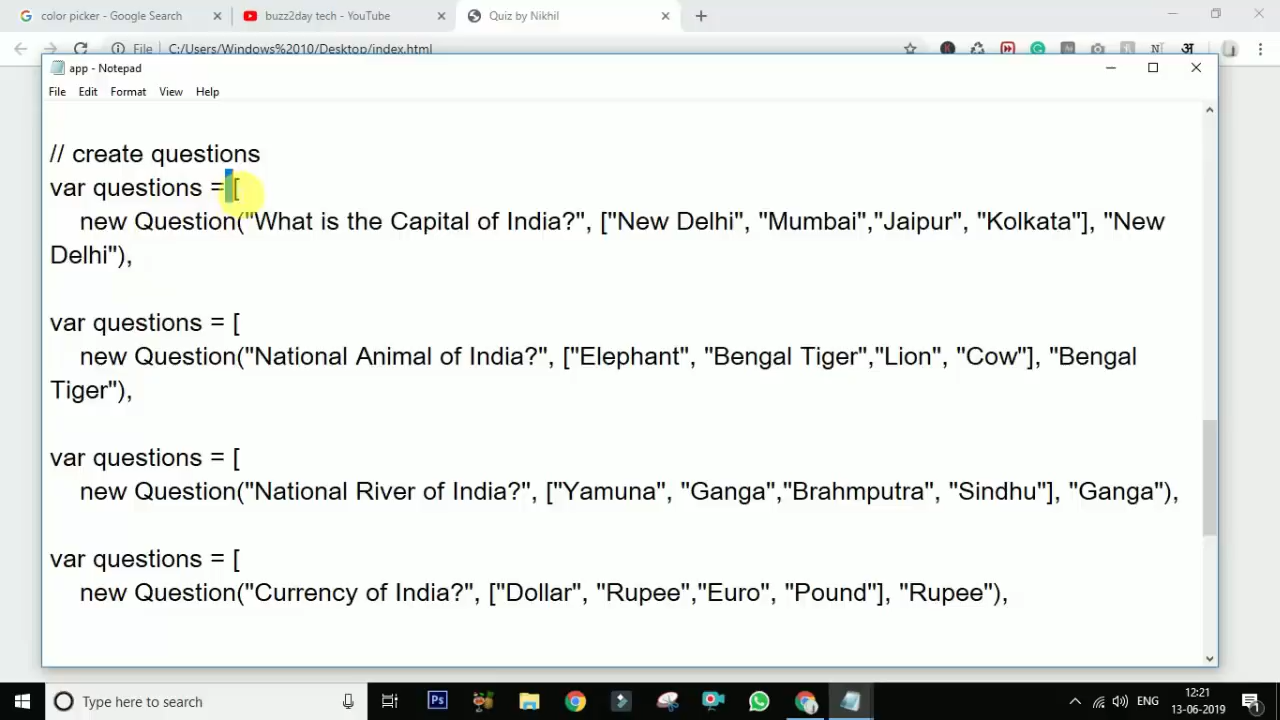 color picker - Google Search
buzz2day tech - YouTube
Quiz by Nikhil
File
C:/Users/Windows%2010/Desktop/index.html
app - Notepad
File Edit Format View Help
// create questions
var questions = [
new Question("What is the Capital of India?", ["New Delhi", "Mumbai","Jaipur", "Kolkata"], "New
Delhi"),
var questions = [
new Question("National Animal of India?", ["Elephant", "Bengal Tiger","Lion", "Cow"], "Bengal
Tiger"),
var questions = [
new Question("National River of India?", ["Yamuna", "Ganga","Brahmputra", "Sindhu"], "Ganga"),
var questions = [
new Question("Currency of India?", ["Dollar", "Rupee","Euro", "Pound"], "Rupee"),
Type here to search
Ps
ENG
12:21
13-06-2019